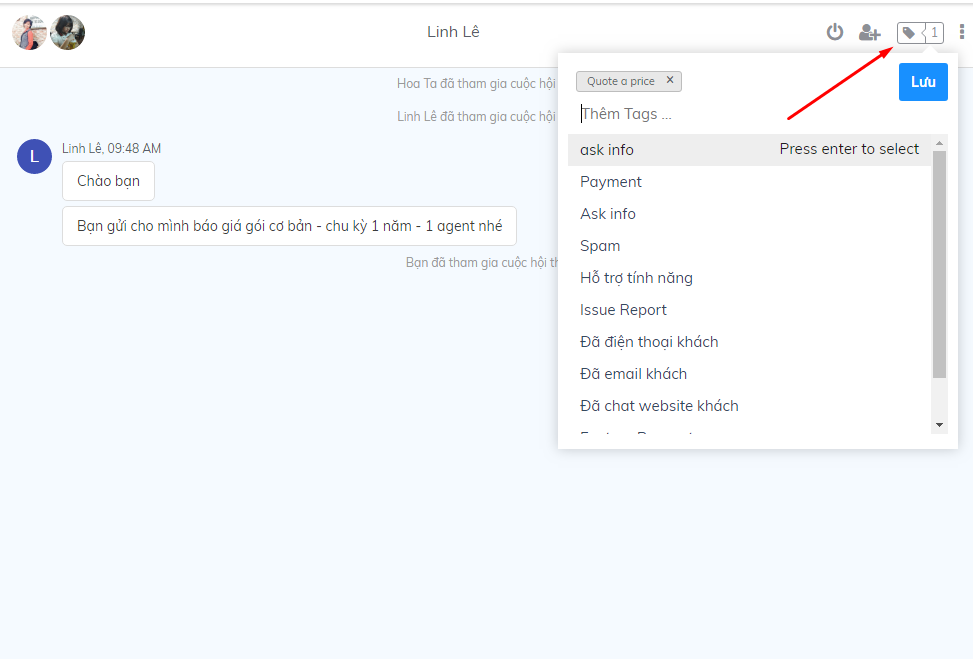 Linh Lê
1
Hoa Ta đã tham gia cuộc hội
Linh Lê đã tham gia cuộc hội
L
Linh Lê, 09:48 AM
Chào bạn
Bạn gửi cho mình báo giá gói cơ bản - chu kỳ 1 năm - 1 agent nhé
Bạn đã tham gia cuộc hội th
Quote a price ×
Lưu
Thêm Tags ...
ask info Press enter to select
Payment
Ask info
Spam
Hỗ trợ tính năng
Issue Report
Đã điện thoại khách
Đã email khách
Đã chat website khách